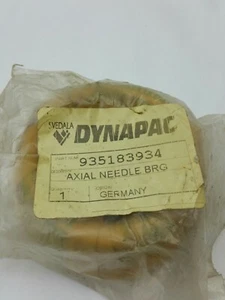 SVEDALA
DYNAPAC
935183934
AXIAL NEEDLE BRG
1
GERMANY